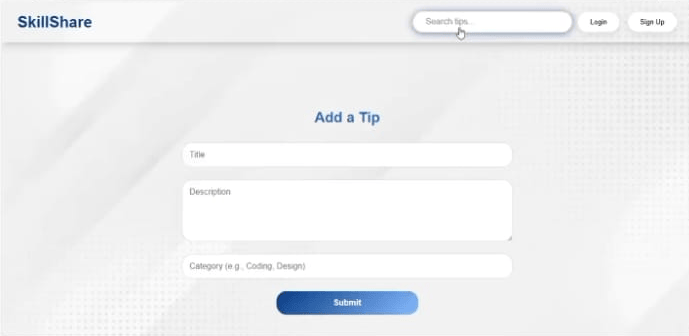 SkillShare
Search tips...
Login
Sign Up
Add a Tip
Title
Description
Category (e.g., Coding, Design)
Submit